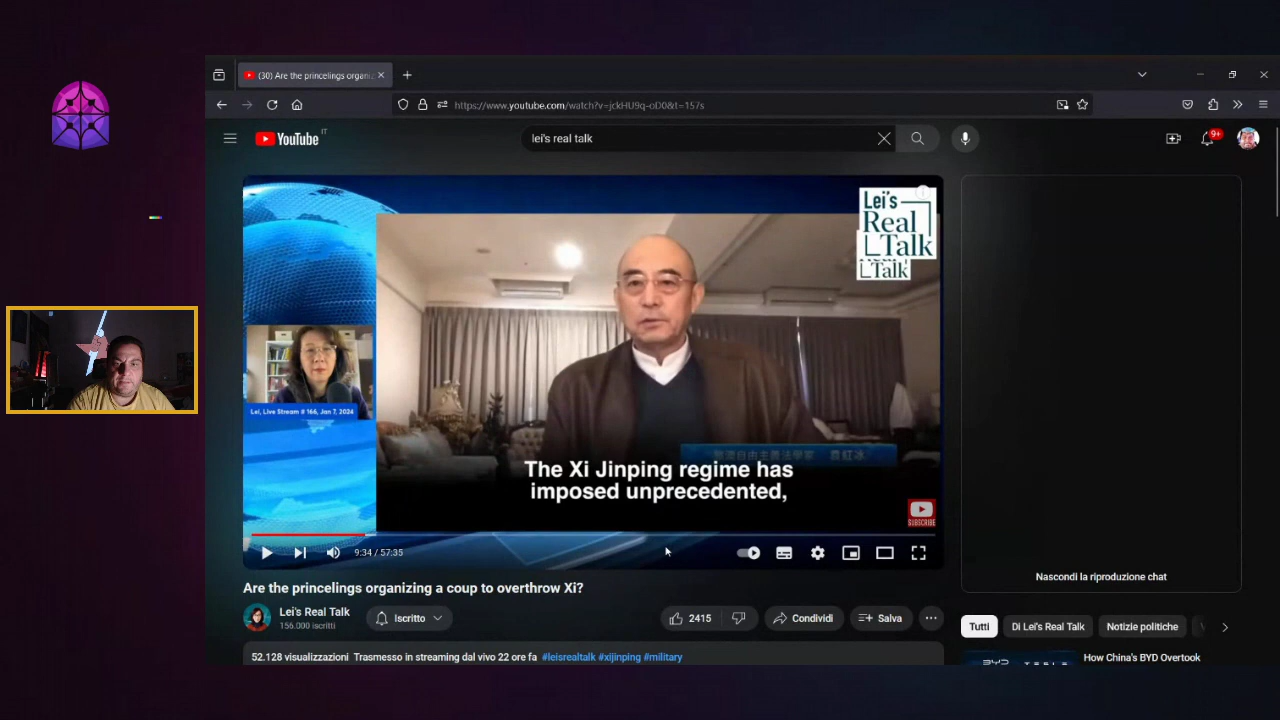 (30) Are the princelings organiz
https://www.youtube.com/watch?v=jckHU9q-oD0&t=157s
YouTube IT
lei's real talk
9+
Lei's
Real
Talk
Talk
Lei, Live Stream # 166, Jan 7, 2024
袁紅冰
The Xi Jinping regime has
imposed unprecedented,
SUBSCRIBE
9:34 / 57:35
Nascondi la riproduzione chat
Are the princelings organizing a coup to overthrow Xi?
Lei's Real Talk
156.000 iscritti
Iscritto
2415
Condividi
Salva
Tutti
Di Lei's Real Talk
Notizie politiche
52.128 visualizzazioni Trasmesso in streaming dal vivo 22 ore fa #leisrealtalk #xijinping #military
How China's BYD Overtook